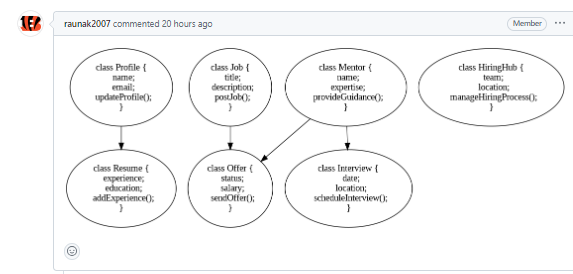 raunak2007 commented 20 hours ago
Member
class Profile {
name;
email;
updateProfile();
}
class Job {
title;
description;
postJob();
}
class Mentor {
name;
expertise;
provideGuidance();
}
class HiringHub {
team;
location;
manageHiringProcess();
}
class Resume {
experience;
education;
addExperience();
}
class Offer {
status;
salary;
sendOffer();
}
class Interview {
date;
location;
scheduleInterview();
}